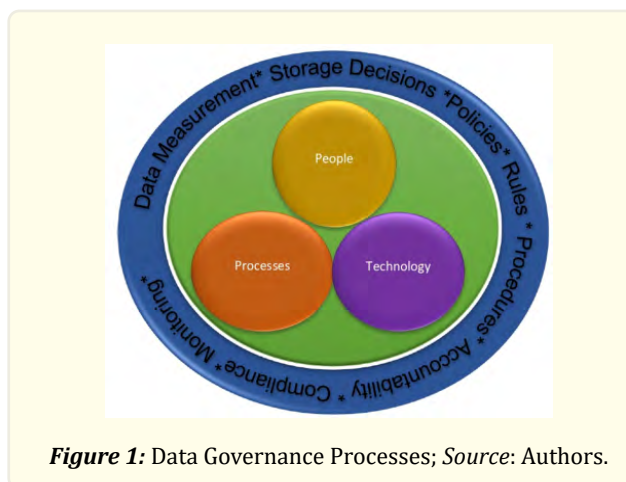 Data Measurement* Storage Decisions *Policies* Rules * Procedures* Accountability * Compliance* Monitoring*
People
Processes Technology
Figure 1: Data Governance Processes; Source: Authors.